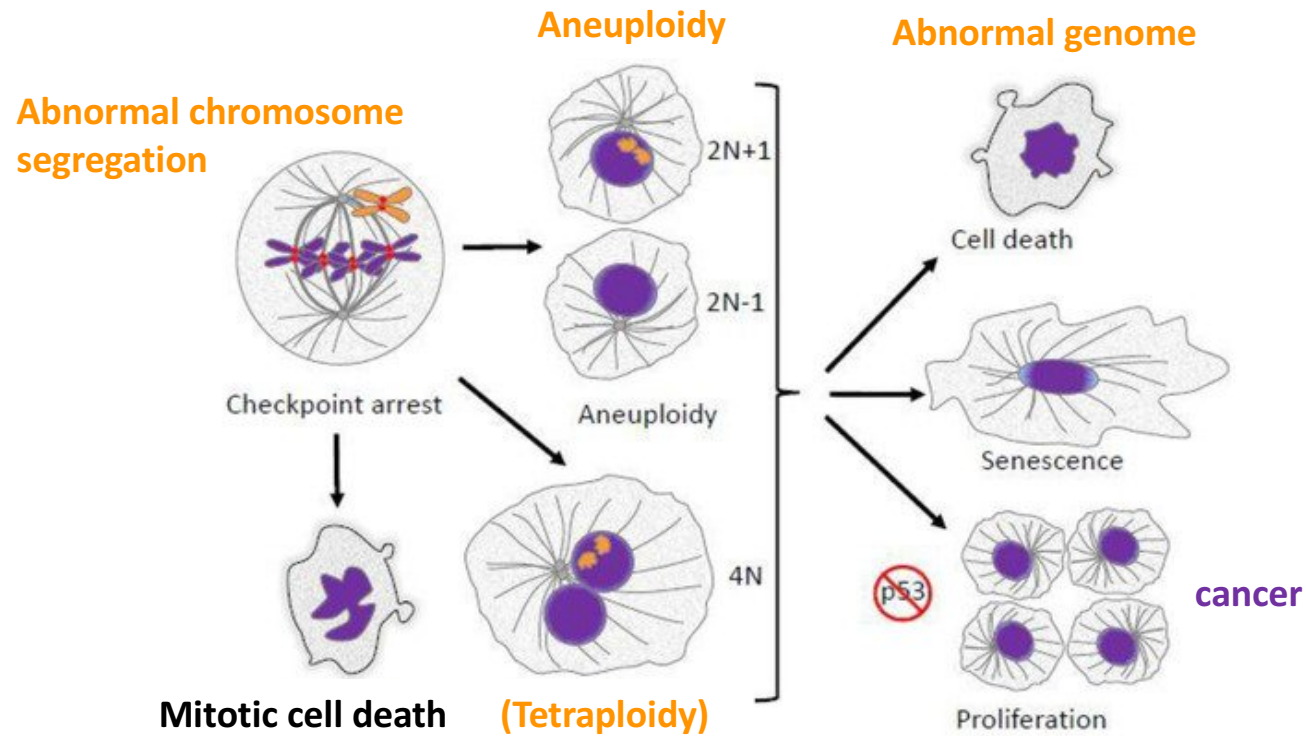 Aneuploidy
Abnormal genome
Abnormal chromosome
segregation
2N+1
Cell death
2N-1
Checkpoint arrest
Aneuploidy
Senescence
4N
p53
cancer
Mitotic cell death
(Tetraploidy)
Proliferation